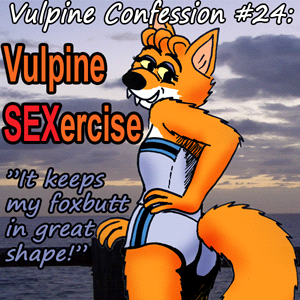 Vulpine Confession #24:
Vulpine
SEXercise
"It keeps
my foxbutt
in great
shape!"